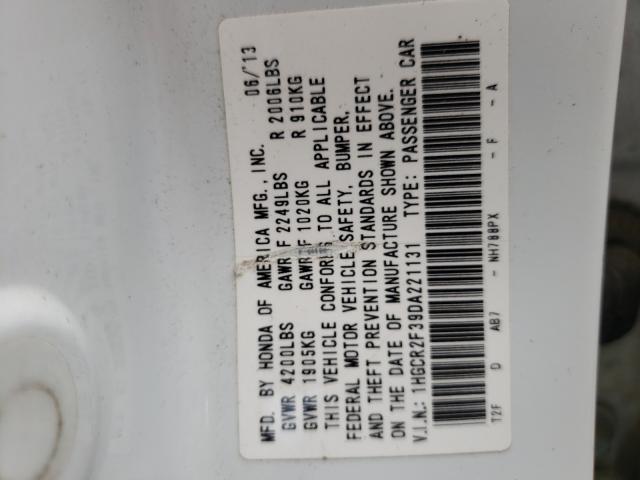 MFD. BY HONDA OF AMERICA MFG., INC. 06/'13
GVWR 4200LBS GAWR F 2249LBS R 2006LBS
GVWR 1905KG GAWR F 1020KG R 910KG
THIS VEHICLE CONFORMS TO ALL APPLICABLE
FEDERAL MOTOR VEHICLE SAFETY, BUMPER,
AND THEFT PREVENTION STANDARDS IN EFFECT
ON THE DATE OF MANUFACTURE SHOWN ABOVE.
V.I.N.: 1HGCR2F39DA221131 TYPE: PASSENGER CAR
T2F D AB7 - NH788PX - F - A